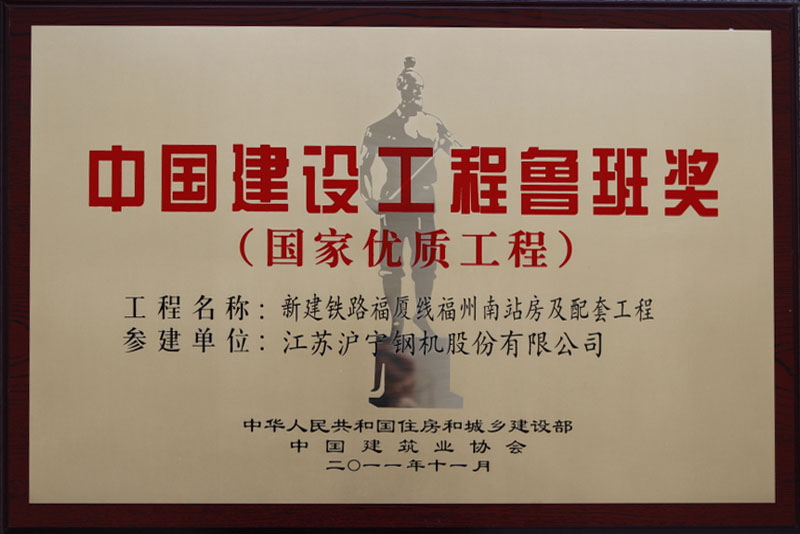 中国建设工程鲁班奖
（国家优质工程）
工程名称：新建铁路福厦线福州南站房及配套工程
参建单位：江苏沪宁钢机股份有限公司
中华人民共和国住房和城乡建设部
中国建筑业协会
二〇一一年十一月